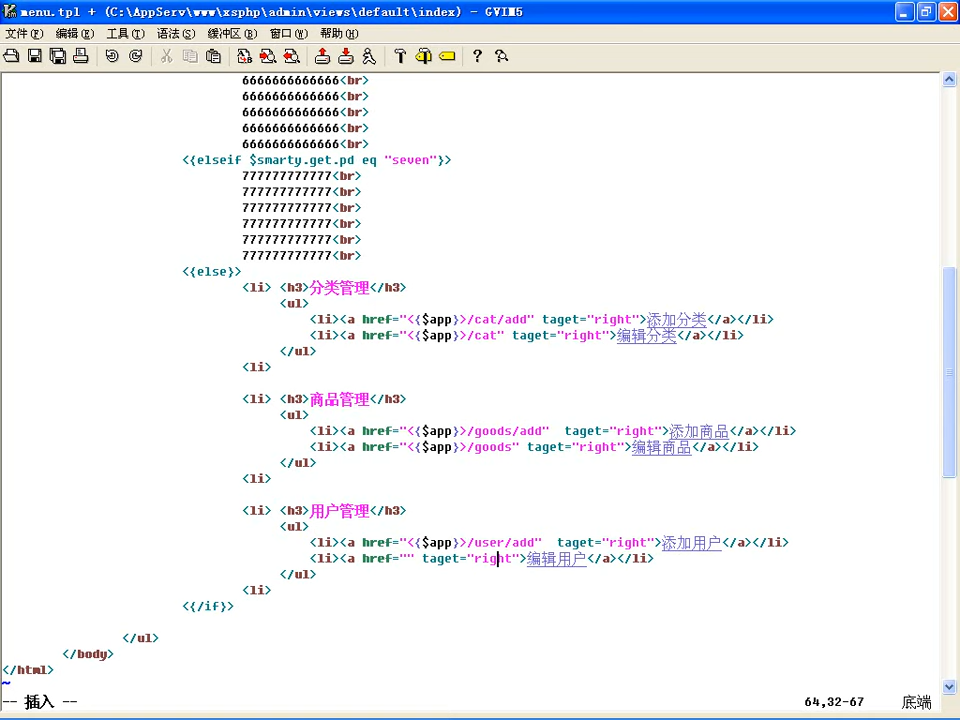 menu.tpl + (C:\AppServ\www\xsphp\admin\views\default\index) - GVIM5
文件(F) 编辑(E) 工具(T) 语法(S) 缓冲区(B) 窗口(W) 帮助(H)
6666666666666<br>
6666666666666<br>
6666666666666<br>
6666666666666<br>
6666666666666<br>
<{elseif $smarty.get.pd eq "seven"}>
777777777777<br>
777777777777<br>
777777777777<br>
777777777777<br>
777777777777<br>
777777777777<br>
<{else}>
<li> <h3>分类管理</h3>
<ul>
<li><a href="<{$app}>/cat/add" taget="right">添加分类</a></li>
<li><a href="<{$app}>/cat" taget="right">编辑分类</a></li>
</ul>
<li>
<li> <h3>商品管理</h3>
<ul>
<li><a href="<{$app}>/goods/add"  taget="right">添加商品</a></li>
<li><a href="<{$app}>/goods" taget="right">编辑商品</a></li>
</ul>
<li>
<li> <h3>用户管理</h3>
<ul>
<li><a href="<{$app}>/user/add"  taget="right">添加用户</a></li>
<li><a href="" taget="right">编辑用户</a></li>
</ul>
<li>
<{/if}>
</ul>
</body>
</html>
~
-- 插入 -- 64,32-67 底端